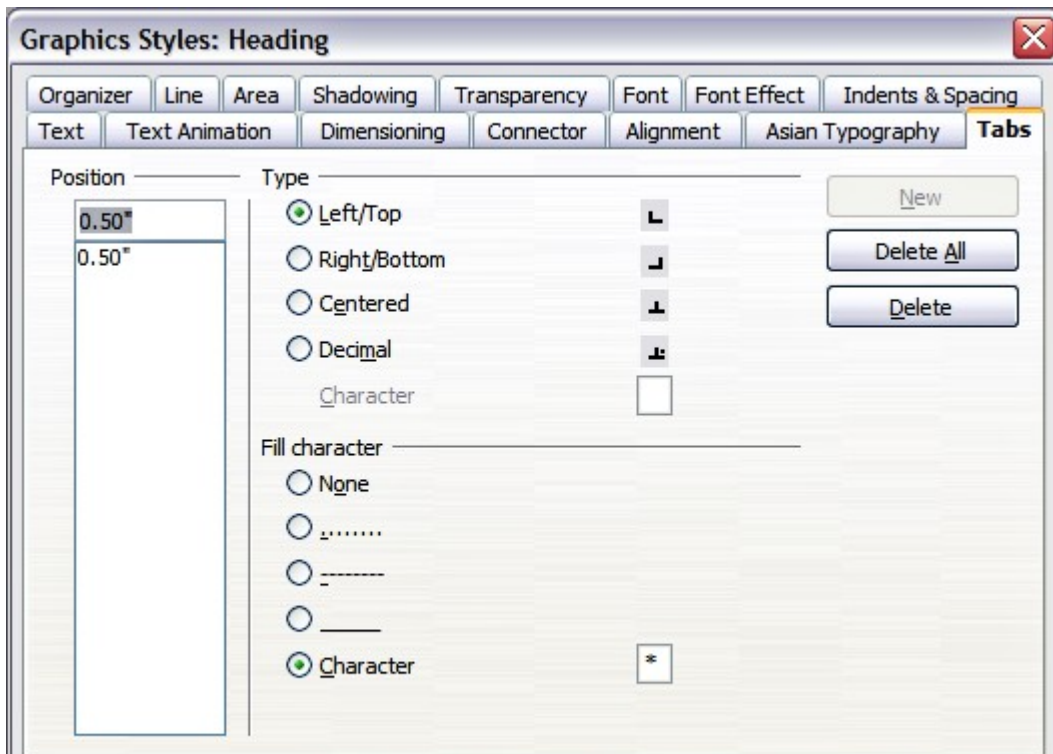 Graphics Styles: Heading
Organizer Line Area Shadowing Transparency Font Font Effect Indents & Spacing
Text Text Animation Dimensioning Connector Alignment Asian Typography Tabs
Position Type New
0.50" Left/Top
0.50" Right/Bottom Delete All
Centered Delete
Decimal
Character
Fill character
None
........
--------
_____
Character *